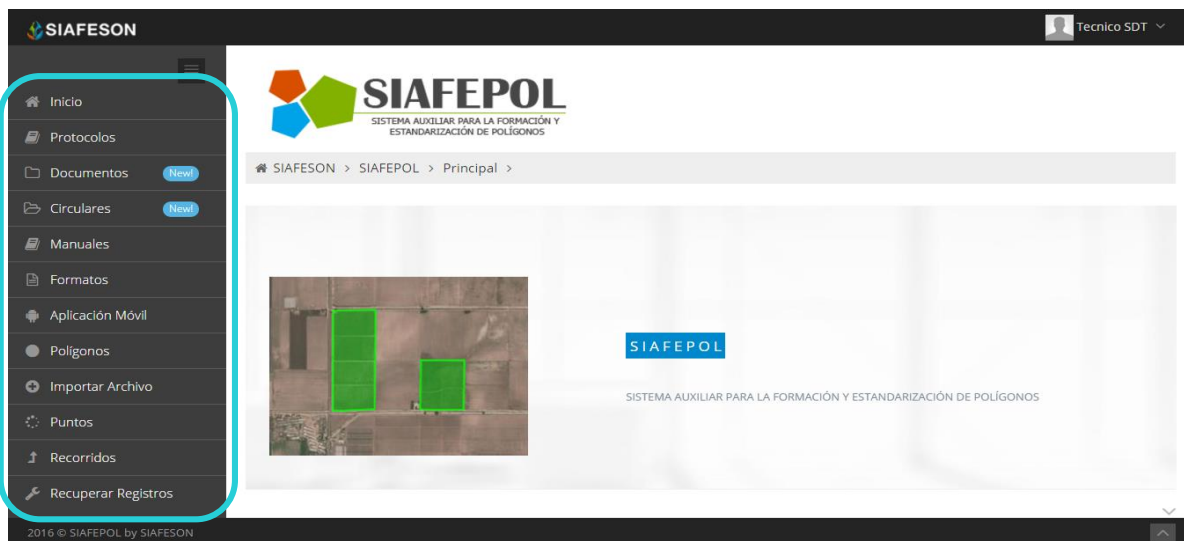 SIAFESON
Tecnico SDT
Inicio
Protocolos
Documentos New!
Circulares New!
Manuales
Formatos
Aplicación Móvil
Polígonos
Importar Archivo
Puntos
Recorridos
Recuperar Registros
SIAFEPOL
SISTEMA AUXILIAR PARA LA FORMACIÓN Y
ESTANDARIZACIÓN DE POLÍGONOS
SIAFESON > SIAFEPOL > Principal >
SIAFEPOL
SISTEMA AUXILIAR PARA LA FORMACIÓN Y ESTANDARIZACIÓN DE POLÍGONOS
2016 © SIAFEPOL by SIAFESON